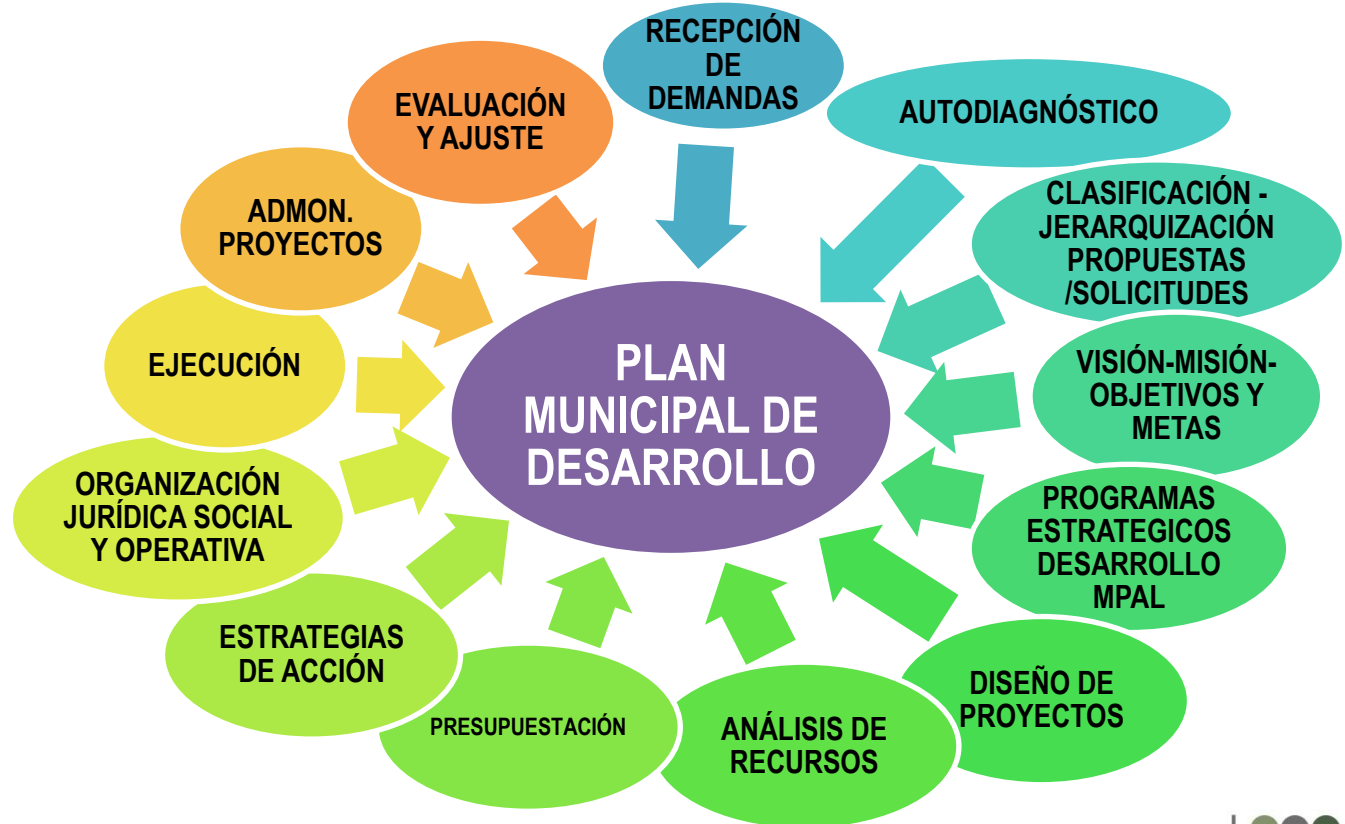 RECEPCIÓN
DE
DEMANDAS
AUTODIAGNÓSTICO
CLASIFICACIÓN -
JERARQUIZACIÓN
PROPUESTAS
/SOLICITUDES
VISIÓN-MISIÓN-
OBJETIVOS Y
METAS
PROGRAMAS
ESTRATEGICOS
DESARROLLO
MPAL
DISEÑO DE
PROYECTOS
ANÁLISIS DE
RECURSOS
PRESUPUESTACIÓN
ESTRATEGIAS
DE ACCIÓN
ORGANIZACIÓN
JURÍDICA SOCIAL
Y OPERATIVA
EJECUCIÓN
ADMON.
PROYECTOS
EVALUACIÓN
Y AJUSTE
PLAN
MUNICIPAL DE
DESARROLLO